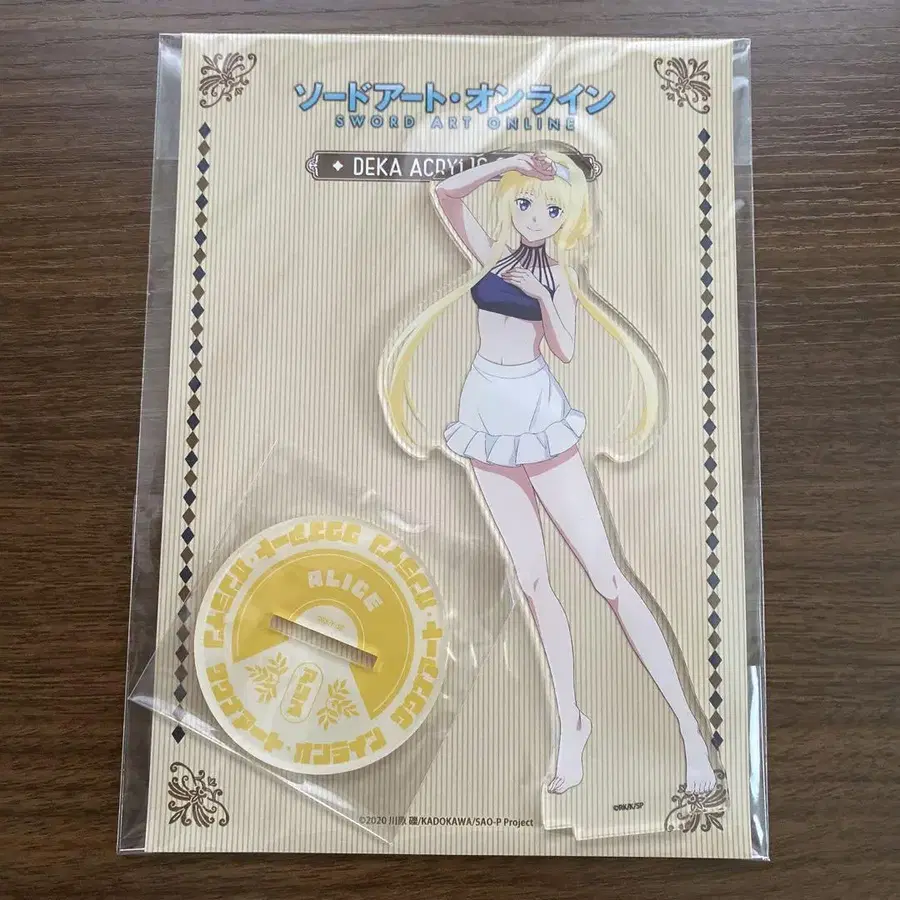 ソードアート・オンライン
SWORD ART ONLINE
DEKA ACRYLIC
ALICE
ソードアート・オンライン
©RK/K/SP
©2020 川原 礫/KADOKAWA/SAO-P Project